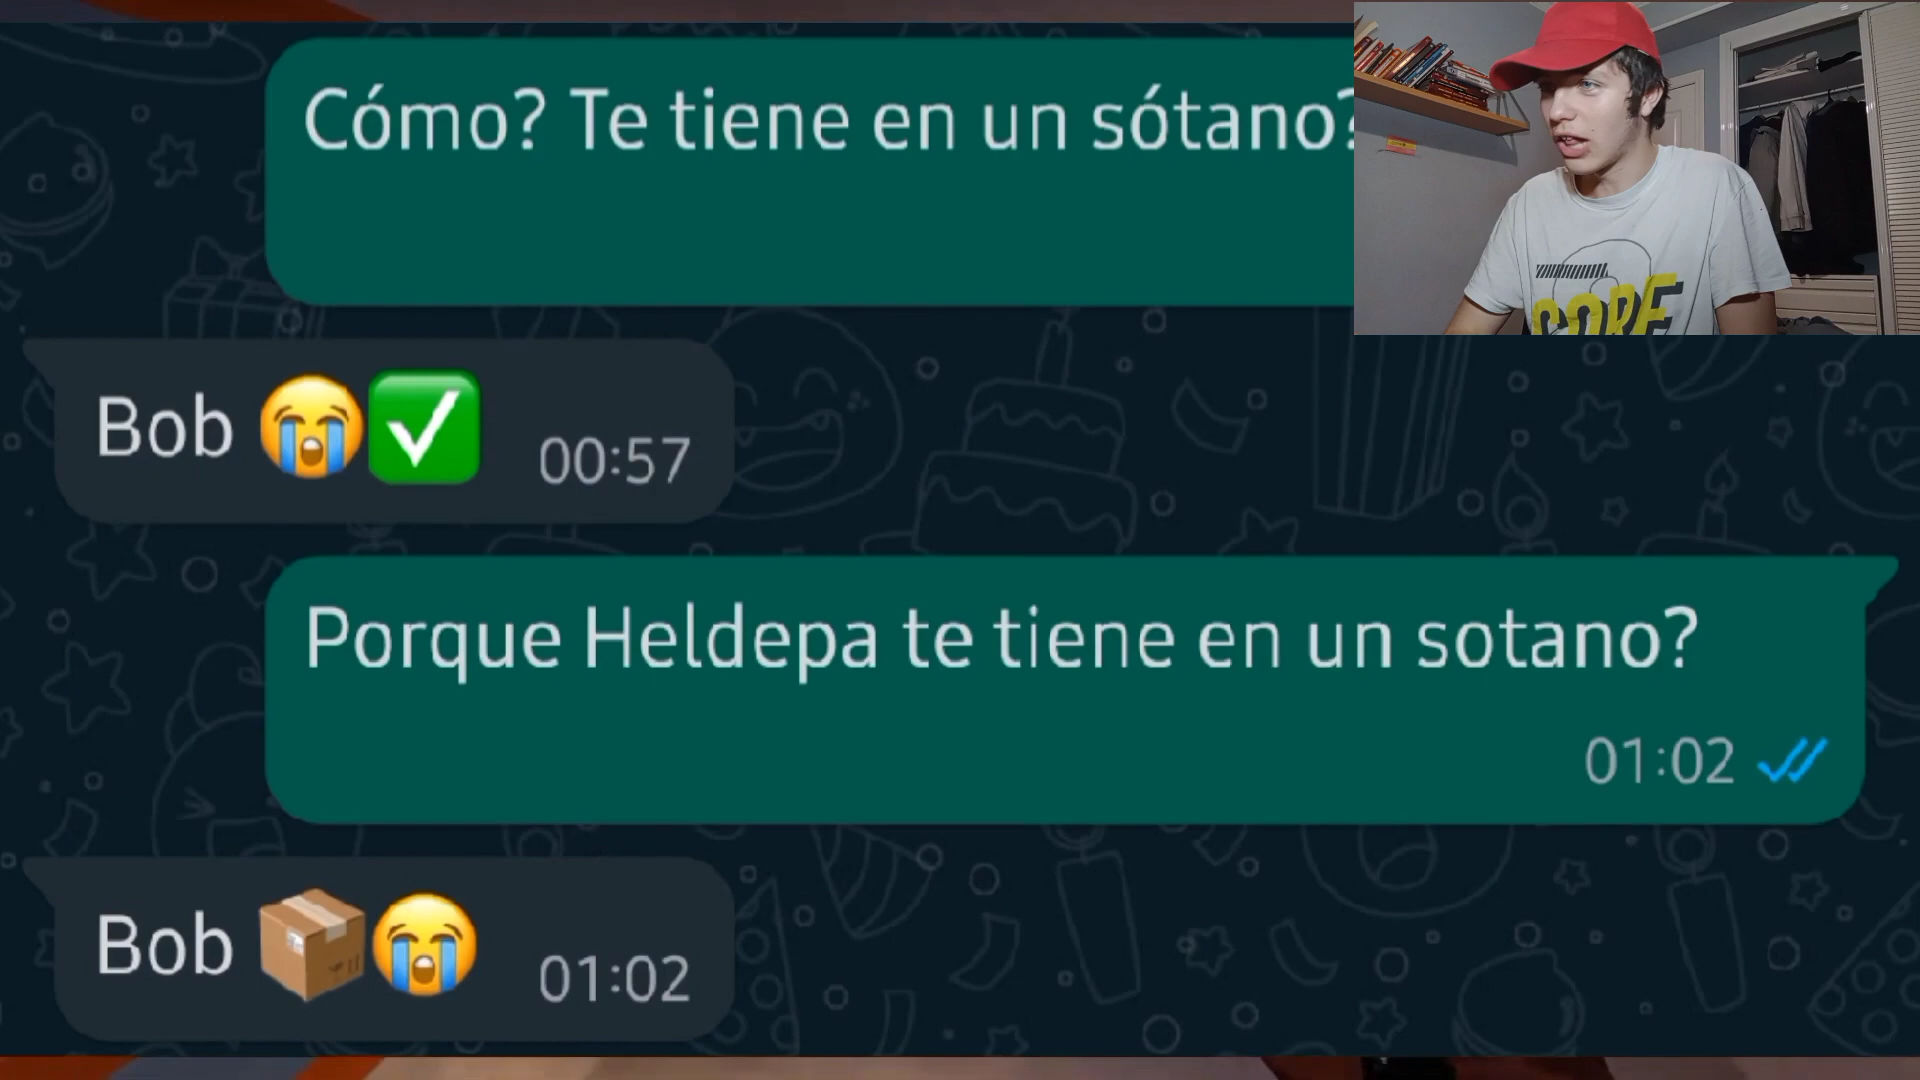 Cómo? Te tiene en un sótano?
Bob 😭✅ 00:57
Porque Heldepa te tiene en un sotano?
01:02
Bob 📦😭 01:02
CORE